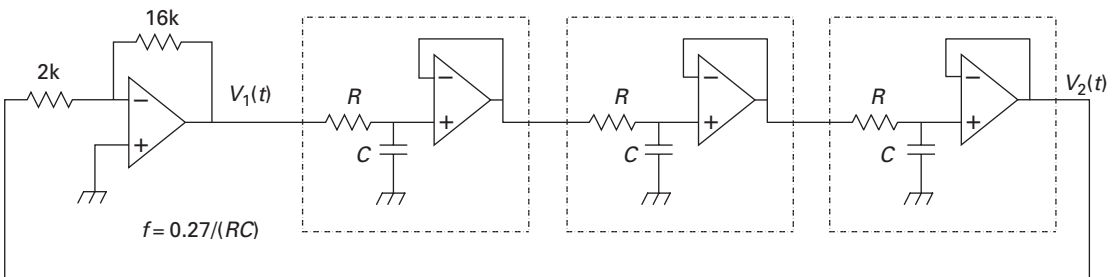 16k
2k
−
+
V₁(t)
R
C
−
+
R
C
−
+
R
C
−
+
V₂(t)
f = 0.27/(RC)